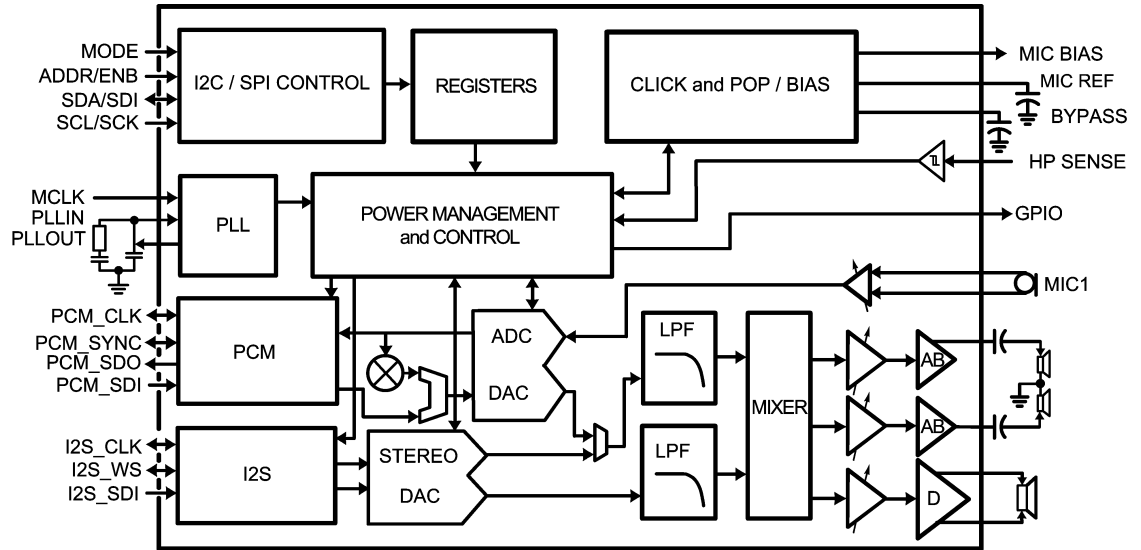 MODE
ADDR/ENB
SDA/SDI
SCL/SCK
I2C / SPI CONTROL
REGISTERS
CLICK and POP / BIAS
MIC BIAS
MIC REF
BYPASS
HP SENSE
MCLK
PLLIN
PLLOUT
PLL
POWER MANAGEMENT
and CONTROL
GPIO
MIC1
PCM_CLK
PCM_SYNC
PCM_SDO
PCM_SDI
PCM
ADC
DAC
LPF
MIXER
AB
AB
I2S_CLK
I2S_WS
I2S_SDI
I2S
STEREO
DAC
LPF
D